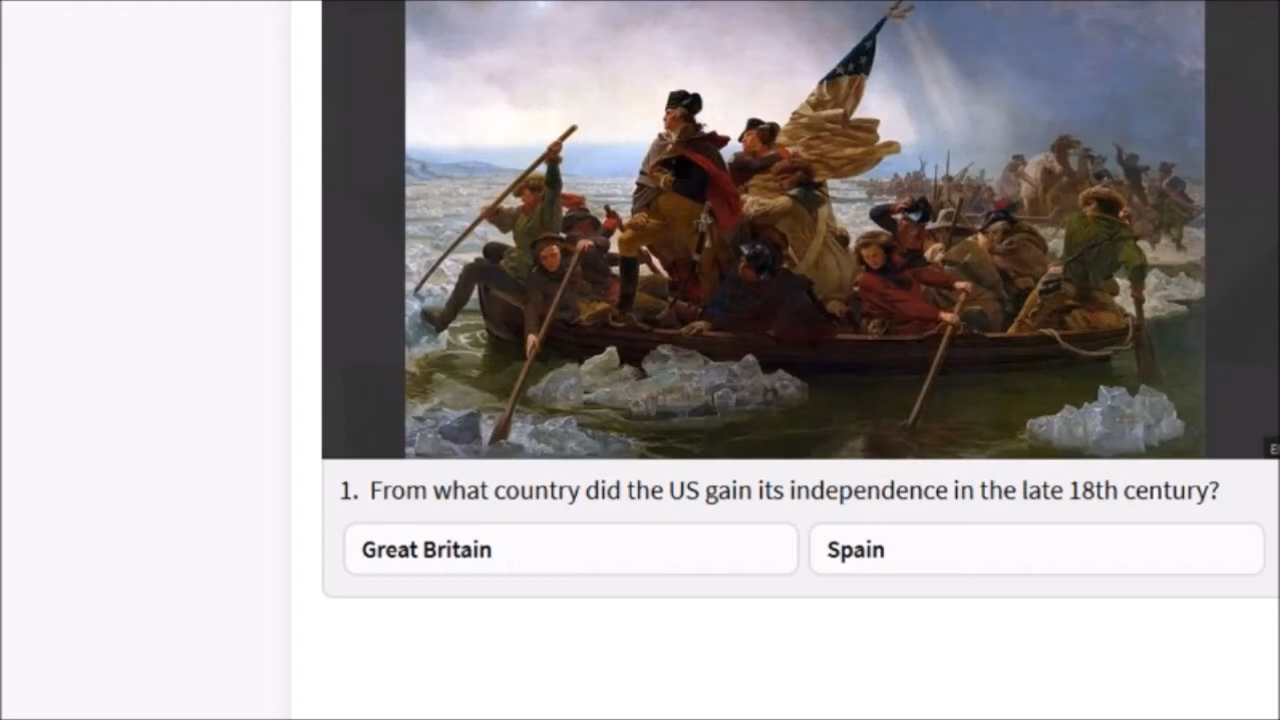 1. From what country did the US gain its independence in the late 18th century?
Great Britain
Spain